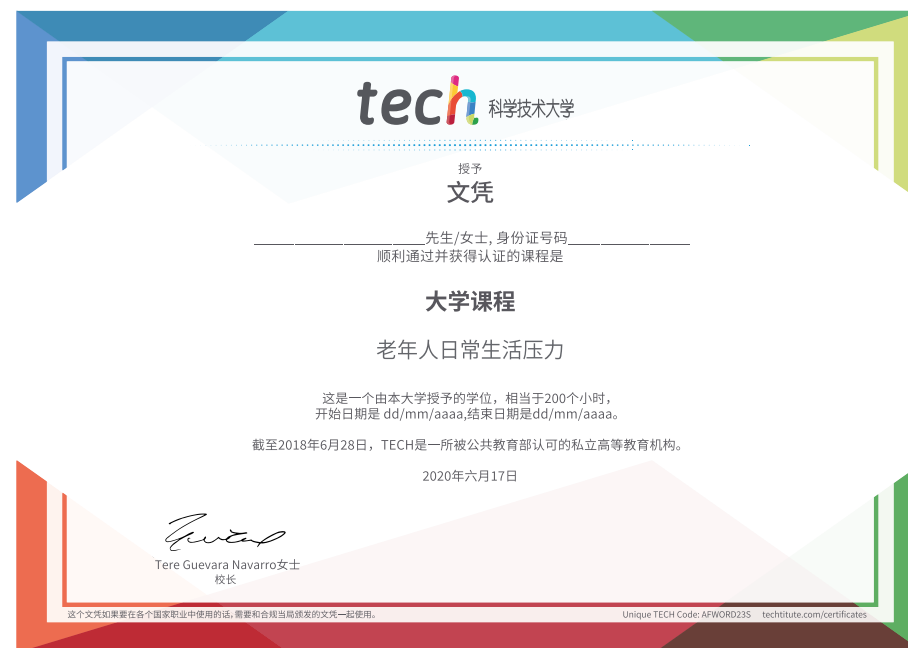 tech 科学技术大学
授予
文凭
____________________先生/女士, 身份证号码______________
顺利通过并获得认证的课程是
大学课程
老年人日常生活压力
这是一个由本大学授予的学位，相当于200个小时，
开始日期是 dd/mm/aaaa,结束日期是dd/mm/aaaa。
截至2018年6月28日，TECH是一所被公共教育部认可的私立高等教育机构。
2020年六月17日
Tere Guevara Navarro女士
校长
这个文凭如果要在各个国家职业中使用的话,需要和合规当局颁发的文凭一起使用。
Unique TECH Code: AFWORD23S techtitute.com/certificates